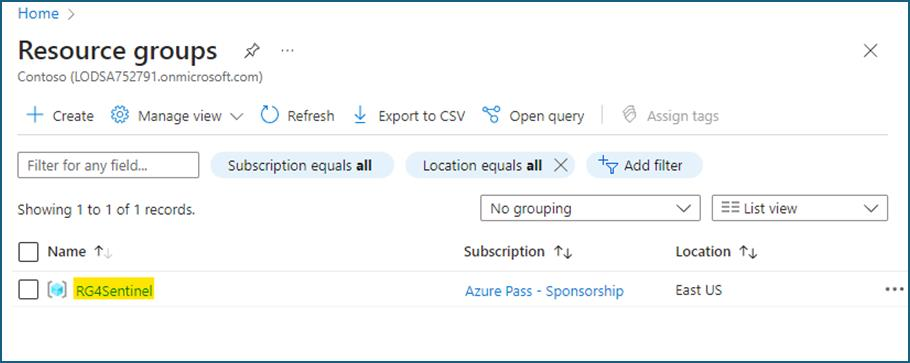 Home
Resource groups ...
Contoso (LODSA752791.onmicrosoft.com)
Create Manage view Refresh Export to CSV Open query Assign tags
Filter for any field... Subscription equals all Location equals all Add filter
Showing 1 to 1 of 1 records. No grouping List view
Name Subscription Location
RG4Sentinel Azure Pass - Sponsorship East US ...